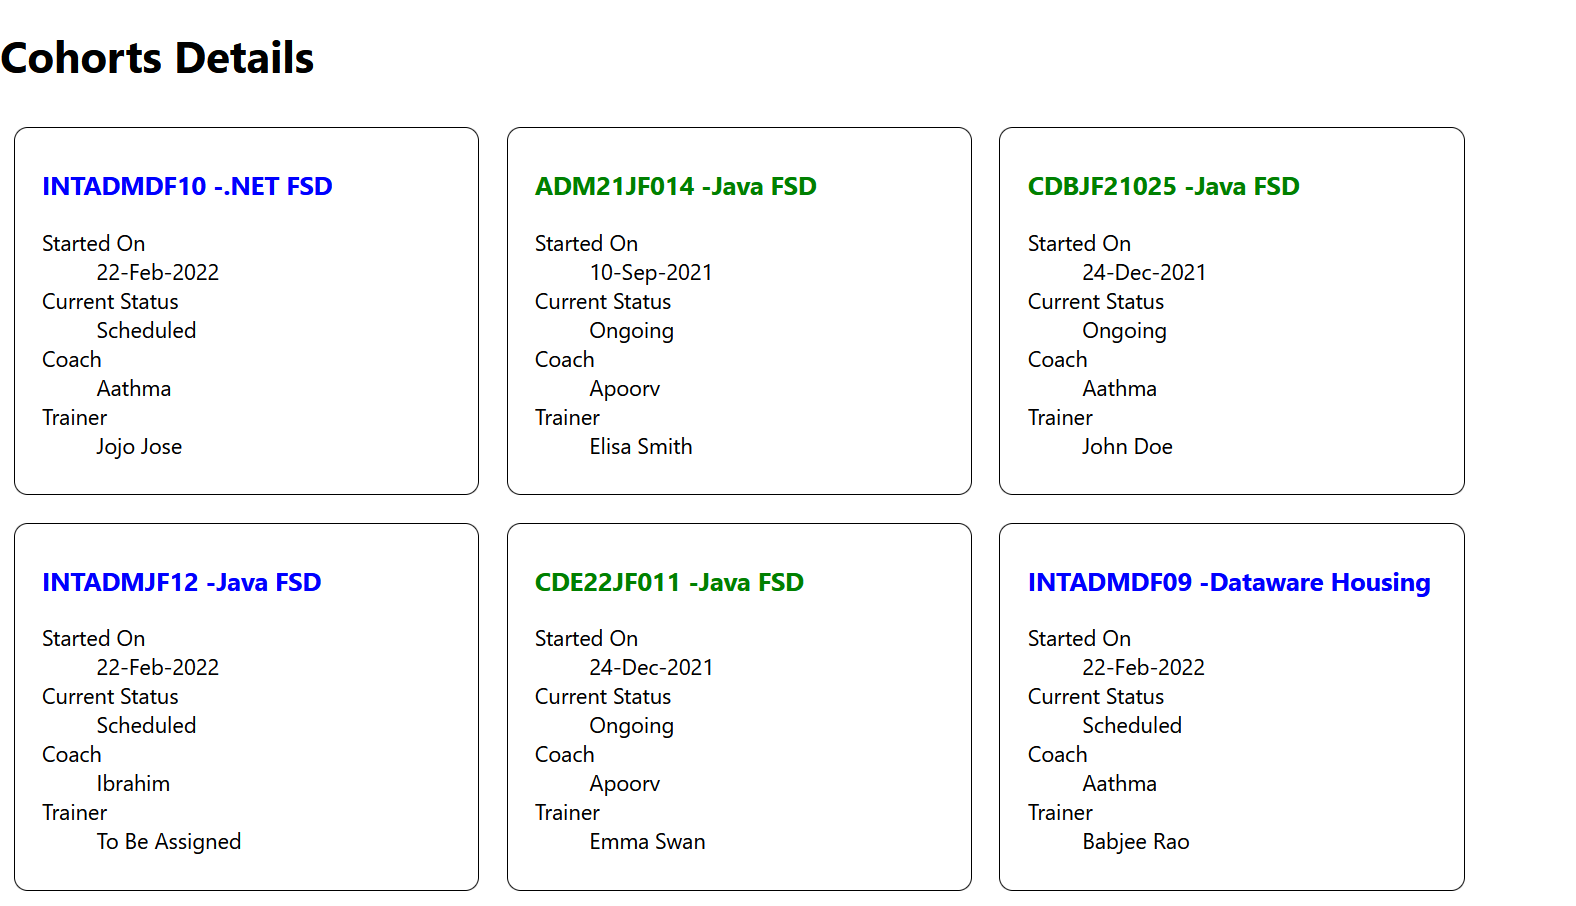 Cohorts Details
INTADMDF10 -.NET FSD
Started On
22-Feb-2022
Current Status
Scheduled
Coach
Aathma
Trainer
Jojo Jose
ADM21JF014 -Java FSD
Started On
10-Sep-2021
Current Status
Ongoing
Coach
Apoorv
Trainer
Elisa Smith
CDBJF21025 -Java FSD
Started On
24-Dec-2021
Current Status
Ongoing
Coach
Aathma
Trainer
John Doe
INTADMJF12 -Java FSD
Started On
22-Feb-2022
Current Status
Scheduled
Coach
Ibrahim
Trainer
To Be Assigned
CDE22JF011 -Java FSD
Started On
24-Dec-2021
Current Status
Ongoing
Coach
Apoorv
Trainer
Emma Swan
INTADMDF09 -Dataware Housing
Started On
22-Feb-2022
Current Status
Scheduled
Coach
Aathma
Trainer
Babjee Rao